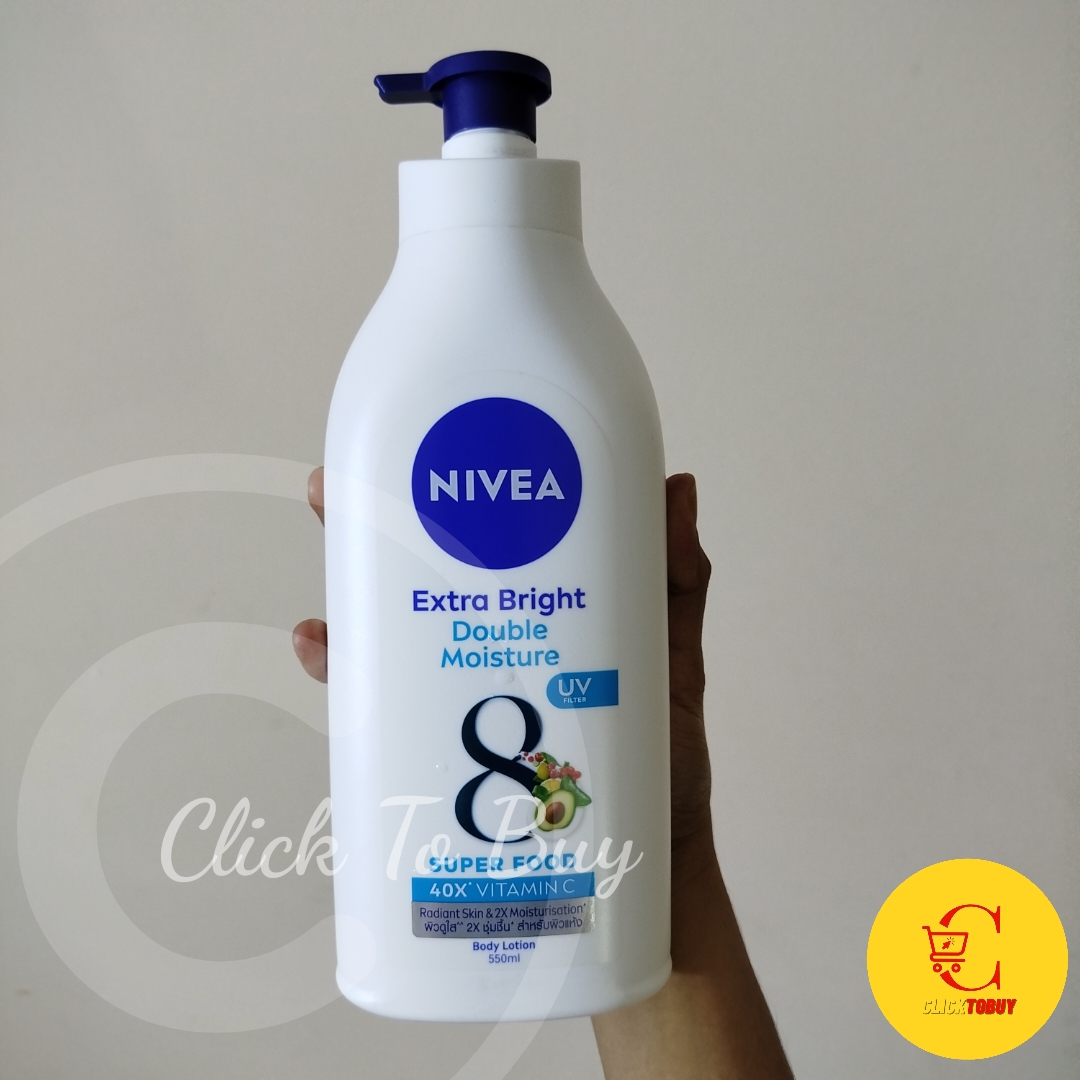 NIVEA
Extra Bright
Double
Moisture
UV
FILTER
8
SUPER FOOD
40X* VITAMIN C
Radiant Skin & 2X Moisturisation*
ผิวดูใส^^ 2X ชุ่มชื้น* สำหรับผิวแห้ง
Body Lotion
550ml
Click To Buy
CLICKTOBUY